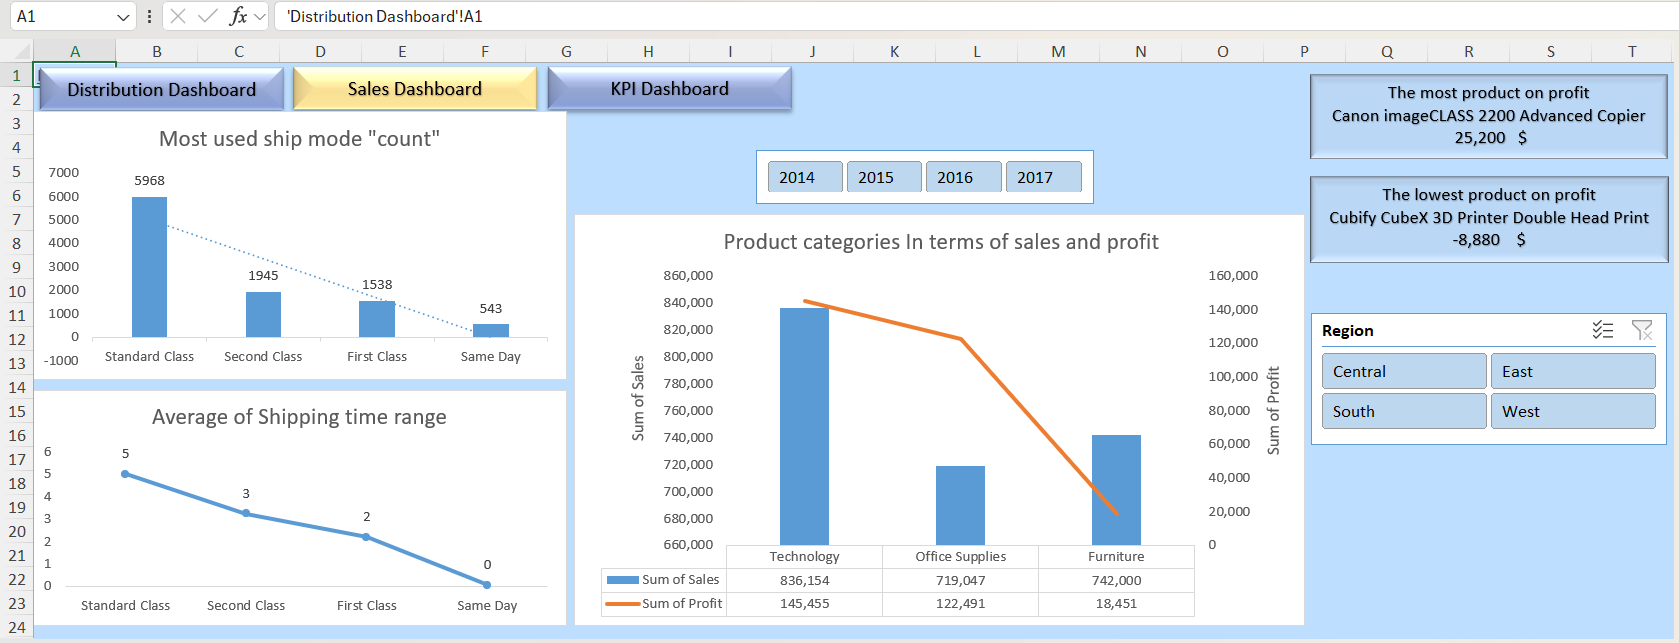 A1
fx
'Distribution Dashboard'!A1
A B C D E F G H I J K L M N O P Q R S T
1
2
3
4
5
6
7
8
9
10
11
12
13
14
15
16
17
18
19
20
21
22
23
24
Distribution Dashboard
Sales Dashboard
KPI Dashboard
Most used ship mode "count"
7000
6000
5000
4000
3000
2000
1000
0
-1000
5968
1945
1538
543
Standard Class Second Class First Class Same Day
Average of Shipping time range
6
5
4
3
2
1
0
5
3
2
0
Standard Class Second Class First Class Same Day
2014 2015 2016 2017
Product categories In terms of sales and profit
Sum of Sales
860,000
840,000
820,000
800,000
780,000
760,000
740,000
720,000
700,000
680,000
660,000
160,000
140,000
120,000
100,000
80,000
60,000
40,000
20,000
0
Sum of Profit
Technology Office Supplies Furniture
Sum of Sales 836,154 719,047 742,000
Sum of Profit 145,455 122,491 18,451
The most product on profit
Canon imageCLASS 2200 Advanced Copier
25,200 $
The lowest product on profit
Cubify CubeX 3D Printer Double Head Print
-8,880 $
Region
Central East
South West